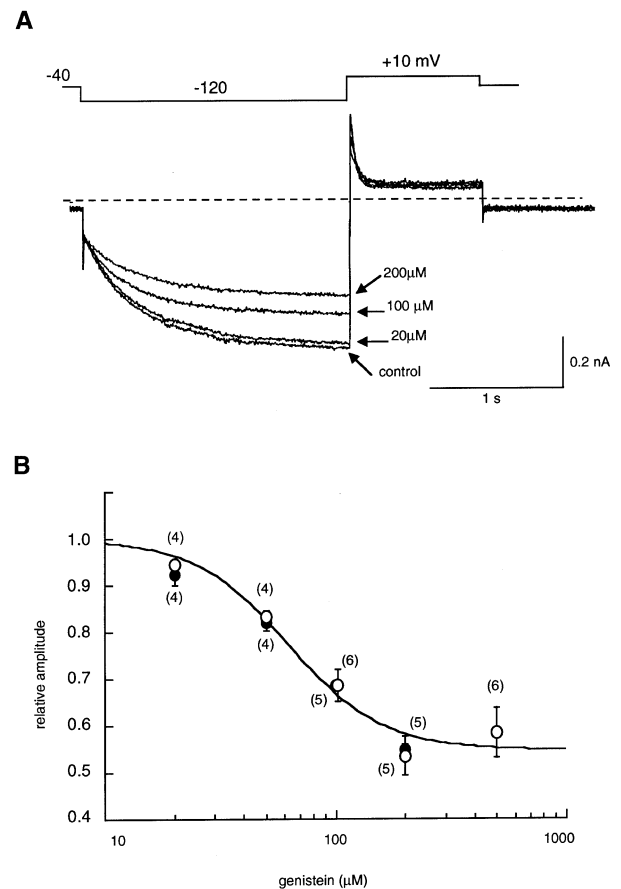 A
+10 mV
-40
-120
200μM
100 μM
20μM
control
0.2 nA
1 s
B
1.0
0.9
0.8
0.7
0.6
0.5
0.4
relative amplitude
(4)
(4)
(4)
(4)
(6)
(5)
(5)
(5)
(6)
10
100
1000
genistein (μM)